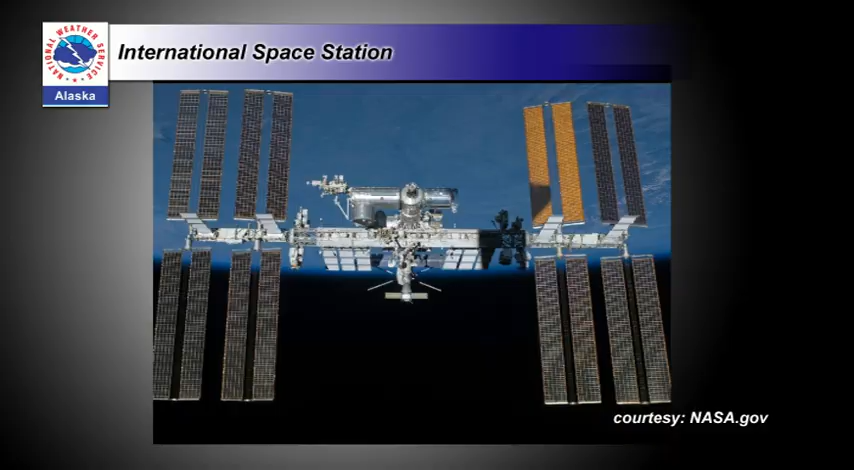 NATIONAL WEATHER SERVICE
Alaska
International Space Station
courtesy: NASA.gov